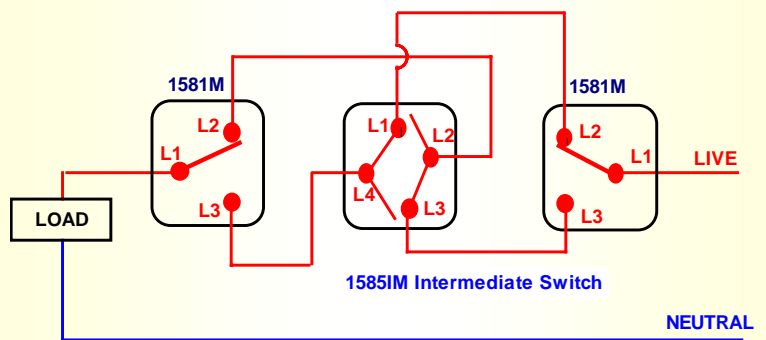 1581M
1581M
L2
L1
L3
L1
L2
L4
L3
L2
L1
L3
LIVE
LOAD
1585IM Intermediate Switch
NEUTRAL